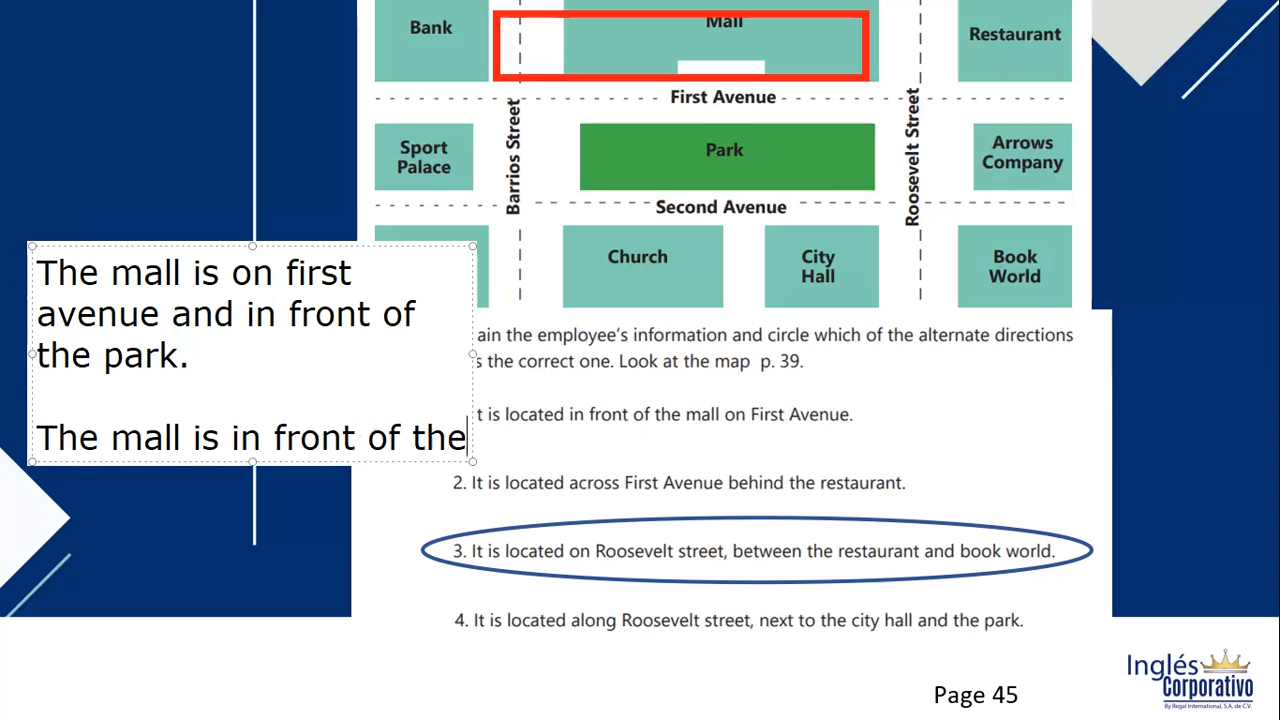 Bank
Mall
Restaurant
First Avenue
Barrios Street
Roosevelt Street
Sport
Palace
Park
Arrows
Company
Second Avenue
Church
City
Hall
Book
World
The mall is on first
avenue and in front of
the park.
The mall is in front of the
ain the employee's information and circle which of the alternate directions
s the correct one. Look at the map p. 39.
t is located in front of the mall on First Avenue.
2. It is located across First Avenue behind the restaurant.
3. It is located on Roosevelt street, between the restaurant and book world.
4. It is located along Roosevelt street, next to the city hall and the park.
Page 45
Inglés
Corporativo
By Regal International, S.A. de C.V.